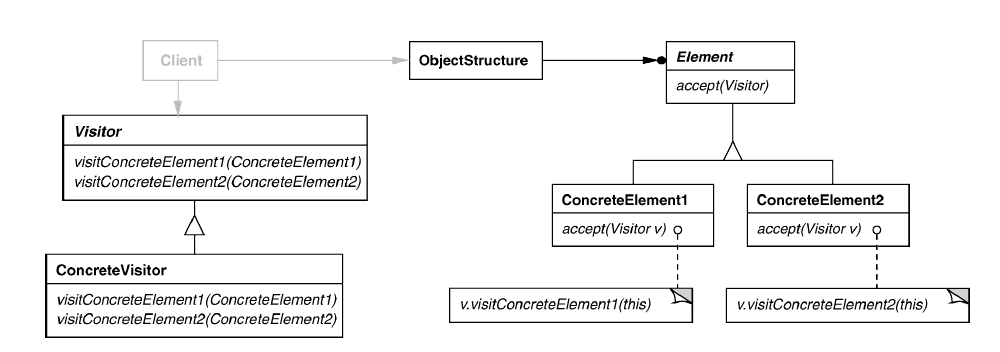 Client
ObjectStructure
Element
accept(Visitor)
Visitor
visitConcreteElement1(ConcreteElement1)
visitConcreteElement2(ConcreteElement2)
ConcreteElement1
accept(Visitor v)
ConcreteElement2
accept(Visitor v)
ConcreteVisitor
visitConcreteElement1(ConcreteElement1)
visitConcreteElement2(ConcreteElement2)
v.visitConcreteElement1(this)
v.visitConcreteElement2(this)